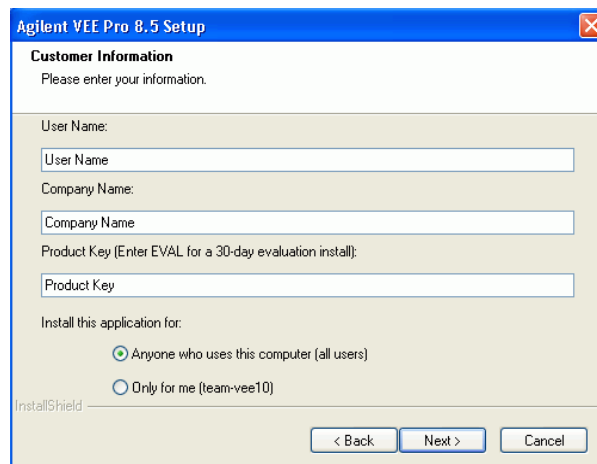 Agilent VEE Pro 8.5 Setup
Customer Information
Please enter your information.
User Name:
User Name
Company Name:
Company Name
Product Key (Enter EVAL for a 30-day evaluation install):
Product Key
Install this application for:
Anyone who uses this computer (all users)
Only for me (team-vee10)
InstallShield
< Back Next > Cancel